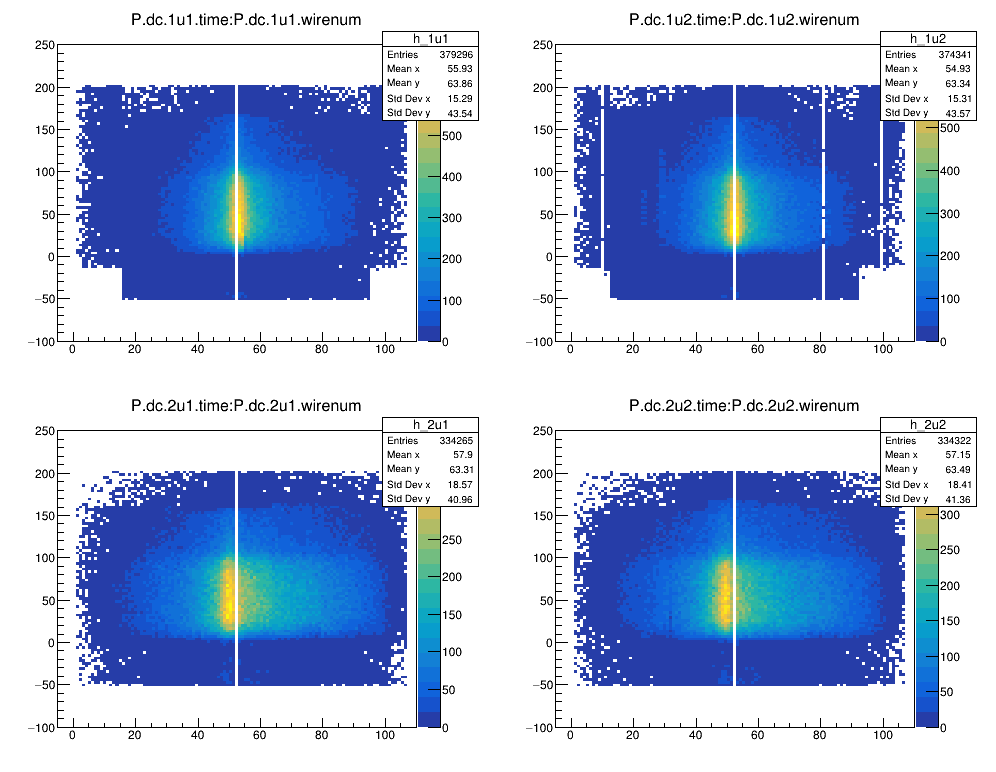 P.dc.1u1.time:P.dc.1u1.wirenum
h_1u1
Entries 379296
Mean x 55.93
Mean y 63.86
Std Dev x 15.29
Std Dev y 43.54
250
200
150
100
50
0
−50
−100
0 20 40 60 80 100
500
400
300
200
100
0
P.dc.1u2.time:P.dc.1u2.wirenum
h_1u2
Entries 374341
Mean x 54.93
Mean y 63.34
Std Dev x 15.31
Std Dev y 43.57
250
200
150
100
50
0
−50
−100
0 20 40 60 80 100
500
400
300
200
100
0
P.dc.2u1.time:P.dc.2u1.wirenum
h_2u1
Entries 334265
Mean x 57.9
Mean y 63.31
Std Dev x 18.57
Std Dev y 40.96
250
200
150
100
50
0
−50
−100
0 20 40 60 80 100
250
200
150
100
50
0
P.dc.2u2.time:P.dc.2u2.wirenum
h_2u2
Entries 334322
Mean x 57.15
Mean y 63.49
Std Dev x 18.41
Std Dev y 41.36
250
200
150
100
50
0
−50
−100
0 20 40 60 80 100
300
250
200
150
100
50
0